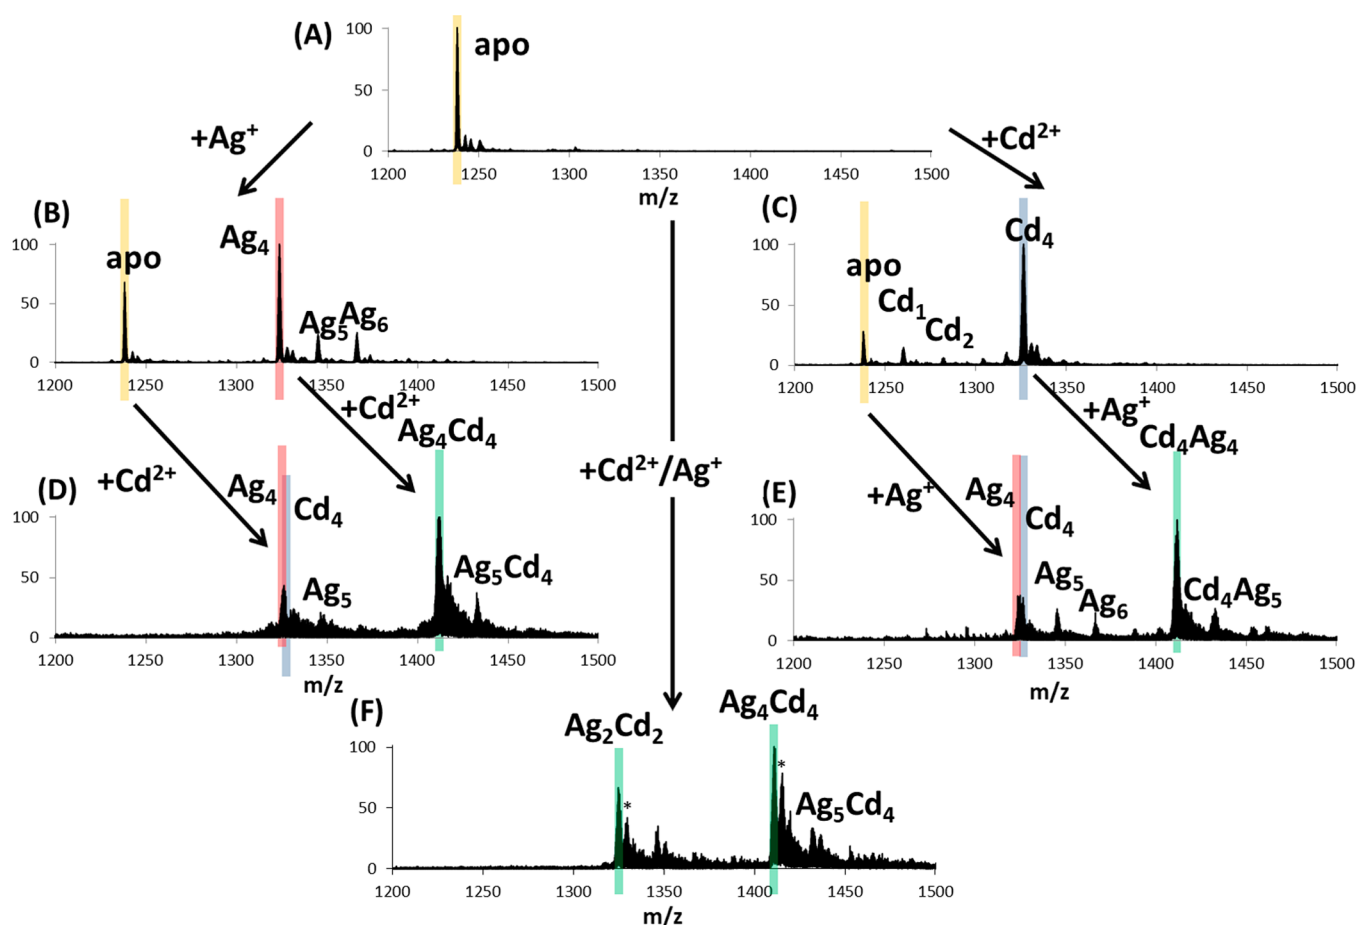 (A)
apo
100
50
0
1200 1250 1300 1350 1400 1450 1500
m/z
+Ag⁺
+Cd²⁺
(B)
apo
Ag₄
Ag₅
Ag₆
100
50
0
1200 1250 1300 1350 1400 1450 1500
(C)
apo
Cd₁
Cd₂
Cd₄
100
50
0
1200 1250 1300 1350 1400 1450 1500
+Cd²⁺
+Cd²⁺
+Cd²⁺/Ag⁺
+Ag⁺
+Ag⁺
(D)
Ag₄
Cd₄
Ag₅
Ag₄Cd₄
Ag₅Cd₄
100
50
0
1200 1250 1300 1350 1400 1450 1500
m/z
(E)
Ag₄
Cd₄
Ag₅
Ag₆
Cd₄Ag₄
Cd₄Ag₅
100
50
0
1200 1250 1300 1350 1400 1450 1500
m/z
(F)
Ag₂Cd₂
*
Ag₄Cd₄
*
Ag₅Cd₄
100
50
0
1200 1250 1300 1350 1400 1450 1500
m/z